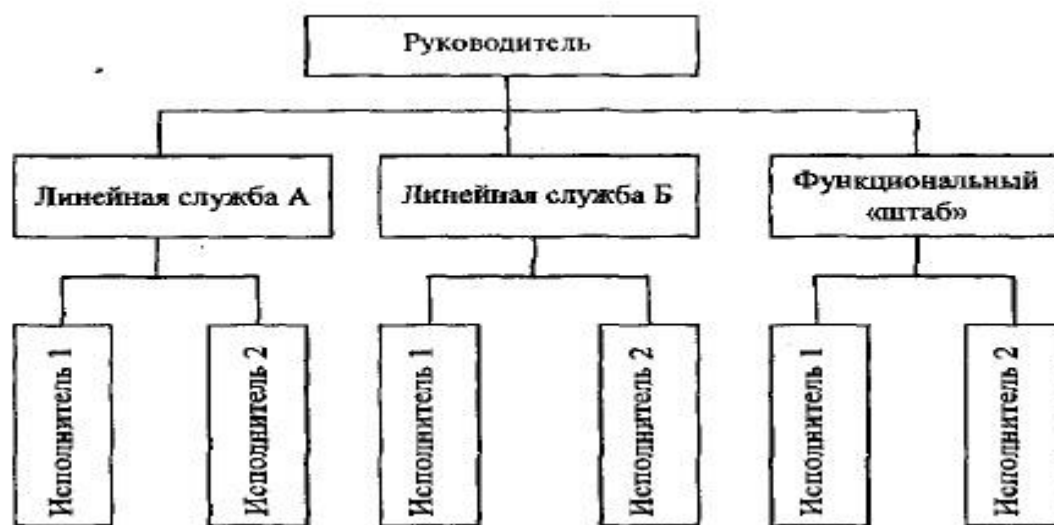 Руководитель
Линейная служба А
Линейная служба Б
Функциональный
«штаб»
Исполнитель 1
Исполнитель 2
Исполнитель 1
Исполнитель 2
Исполнитель 1
Исполнитель 2